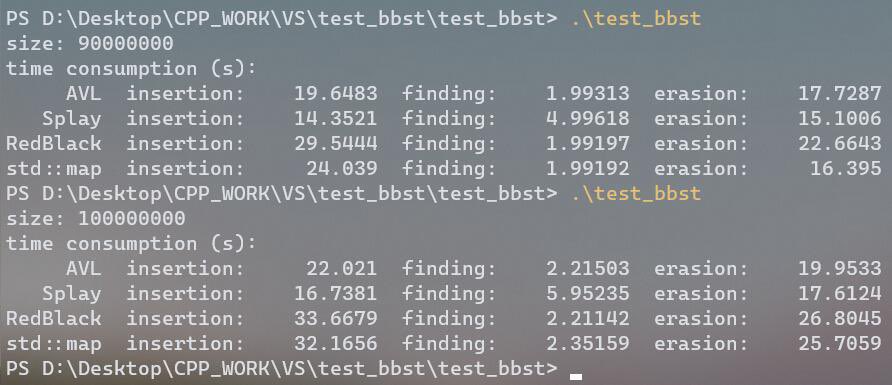 PS D:\Desktop\CPP_WORK\VS\test_bbst\test_bbst> .\test_bbst
size: 90000000
time consumption (s):
     AVL  insertion:    19.6483  finding:    1.99313  erasion:    17.7287
   Splay  insertion:    14.3521  finding:    4.99618  erasion:    15.1006
RedBlack  insertion:    29.5444  finding:    1.99197  erasion:    22.6643
std::map  insertion:     24.039  finding:    1.99192  erasion:     16.395
PS D:\Desktop\CPP_WORK\VS\test_bbst\test_bbst> .\test_bbst
size: 100000000
time consumption (s):
     AVL  insertion:     22.021  finding:    2.21503  erasion:    19.9533
   Splay  insertion:    16.7381  finding:    5.95235  erasion:    17.6124
RedBlack  insertion:    33.6679  finding:    2.21142  erasion:    26.8045
std::map  insertion:    32.1656  finding:    2.35159  erasion:    25.7059
PS D:\Desktop\CPP_WORK\VS\test_bbst\test_bbst>